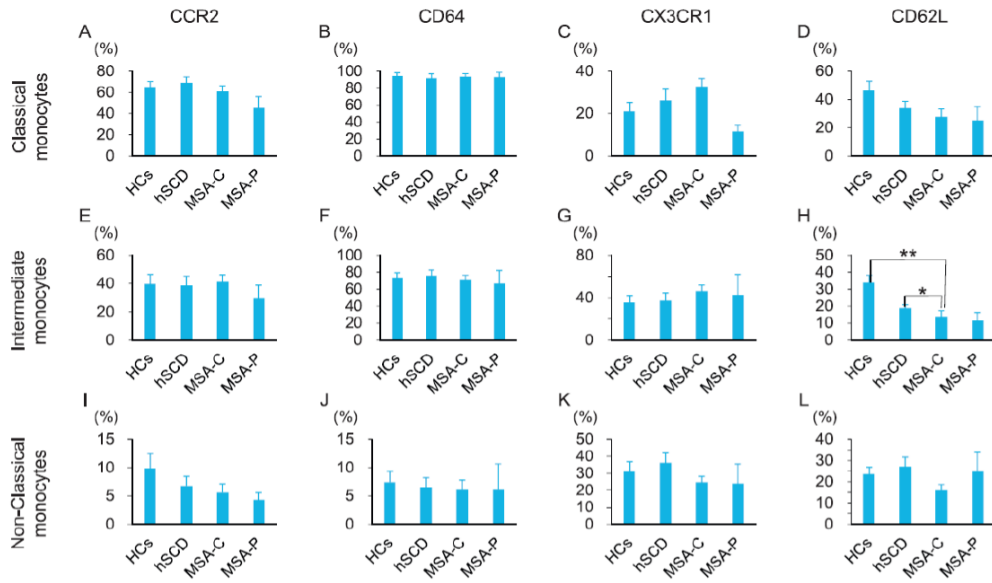 CCR2 CD64 CX3CR1 CD62L
Classical monocytes
A
(%)
80
60
40
20
0
HCs hSCD MSA-C MSA-P
B
(%)
100
80
60
40
20
0
HCs hSCD MSA-C MSA-P
C
(%)
40
20
0
HCs hSCD MSA-C MSA-P
D
(%)
60
40
20
0
HCs hSCD MSA-C MSA-P
Intermediate monocytes
E
(%)
60
40
20
0
HCs hSCD MSA-C MSA-P
F
(%)
100
80
60
40
20
0
HCs hSCD MSA-C MSA-P
G
(%)
80
40
0
HCs hSCD MSA-C MSA-P
H
(%)
50
40
30
20
10
0
**
*
HCs hSCD MSA-C MSA-P
Non-Classical monocytes
I
(%)
15
10
5
0
HCs hSCD MSA-C MSA-P
J
(%)
15
10
5
0
HCs hSCD MSA-C MSA-P
K
(%)
50
40
30
20
10
0
HCs hSCD MSA-C MSA-P
L
(%)
40
30
20
10
0
HCs hSCD MSA-C MSA-P